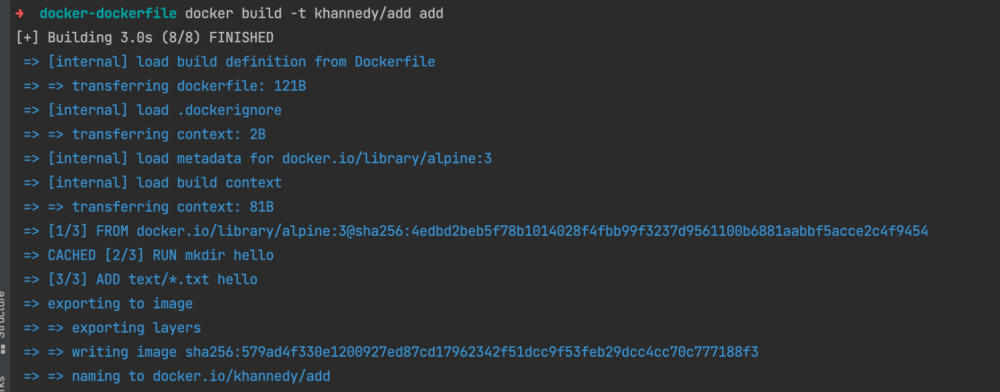 ➜ docker-dockerfile docker build -t khannedy/add add
[+] Building 3.0s (8/8) FINISHED
=> [internal] load build definition from Dockerfile
=> => transferring dockerfile: 121B
=> [internal] load .dockerignore
=> => transferring context: 2B
=> [internal] load metadata for docker.io/library/alpine:3
=> [internal] load build context
=> => transferring context: 81B
=> [1/3] FROM docker.io/library/alpine:3@sha256:4edbd2beb5f78b1014028f4fbb99f3237d9561100b6881aabbf5acce2c4f9454
=> CACHED [2/3] RUN mkdir hello
=> [3/3] ADD text/*.txt hello
=> exporting to image
=> => exporting layers
=> => writing image sha256:579ad4f330e1200927ed87cd17962342f51dcc9f53feb29dcc4cc70c777188f3
=> => naming to docker.io/khannedy/add
Structure